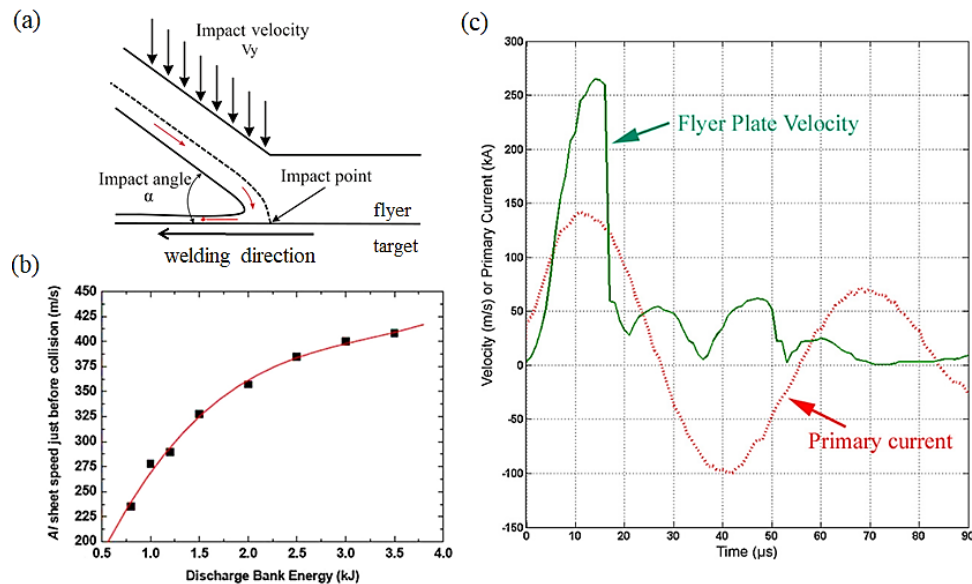 (a)
Impact velocity
Vy
Impact angle
α
Impact point
flyer
target
welding direction
(b)
450
425
400
375
350
325
300
275
250
225
200
0.5 1.0 1.5 2.0 2.5 3.0 3.5 4.0
Al sheet speed just before collision (m/s)
Discharge Bank Energy (kJ)
(c)
300
250
200
150
100
50
0
-50
-100
-150
0 10 20 30 40 50 60 70 80 90
Velocity (m/s) or Primary Current (kA)
Time (µs)
Flyer Plate Velocity
Primary current